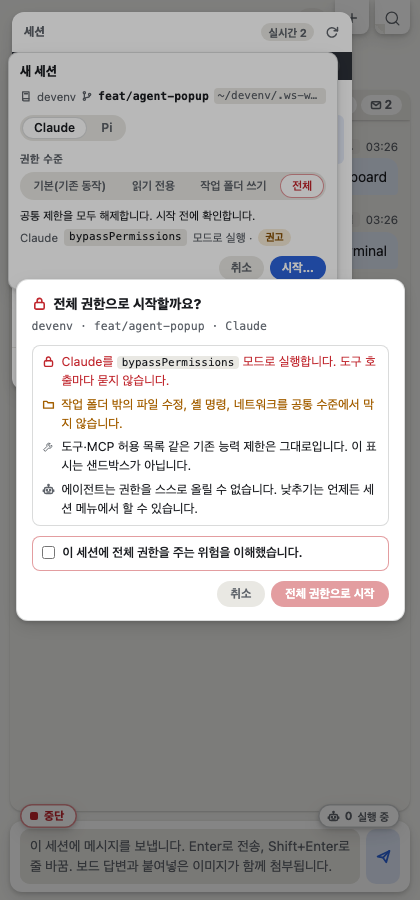 세션
실시간 2
2
새 세션
devenv feat/agent-popup ~/devenv/.ws-w…
03:26
Claude Pi
board
권한 수준
기본(기존 동작) 읽기 전용 작업 폴더 쓰기 전체
03:26
공통 제한을 모두 해제합니다. 시작 전에 확인합니다.
minal
Claude bypassPermissions 모드로 실행 · 권고
취소 시작…
전체 권한으로 시작할까요?
devenv · feat/agent-popup · Claude
Claude를 bypassPermissions 모드로 실행합니다. 도구 호
출마다 묻지 않습니다.
작업 폴더 밖의 파일 수정, 셸 명령, 네트워크를 공통 수준에서 막
지 않습니다.
도구·MCP 허용 목록 같은 기존 능력 제한은 그대로입니다. 이 표
시는 샌드박스가 아닙니다.
에이전트는 권한을 스스로 올릴 수 없습니다. 낮추기는 언제든 세
션 메뉴에서 할 수 있습니다.
이 세션에 전체 권한을 주는 위험을 이해했습니다.
취소 전체 권한으로 시작
중단
0 실행 중
이 세션에 메시지를 보냅니다. Enter로 전송, Shift+Enter로
줄 바꿈. 보드 답변과 붙여넣은 이미지가 함께 첨부됩니다.